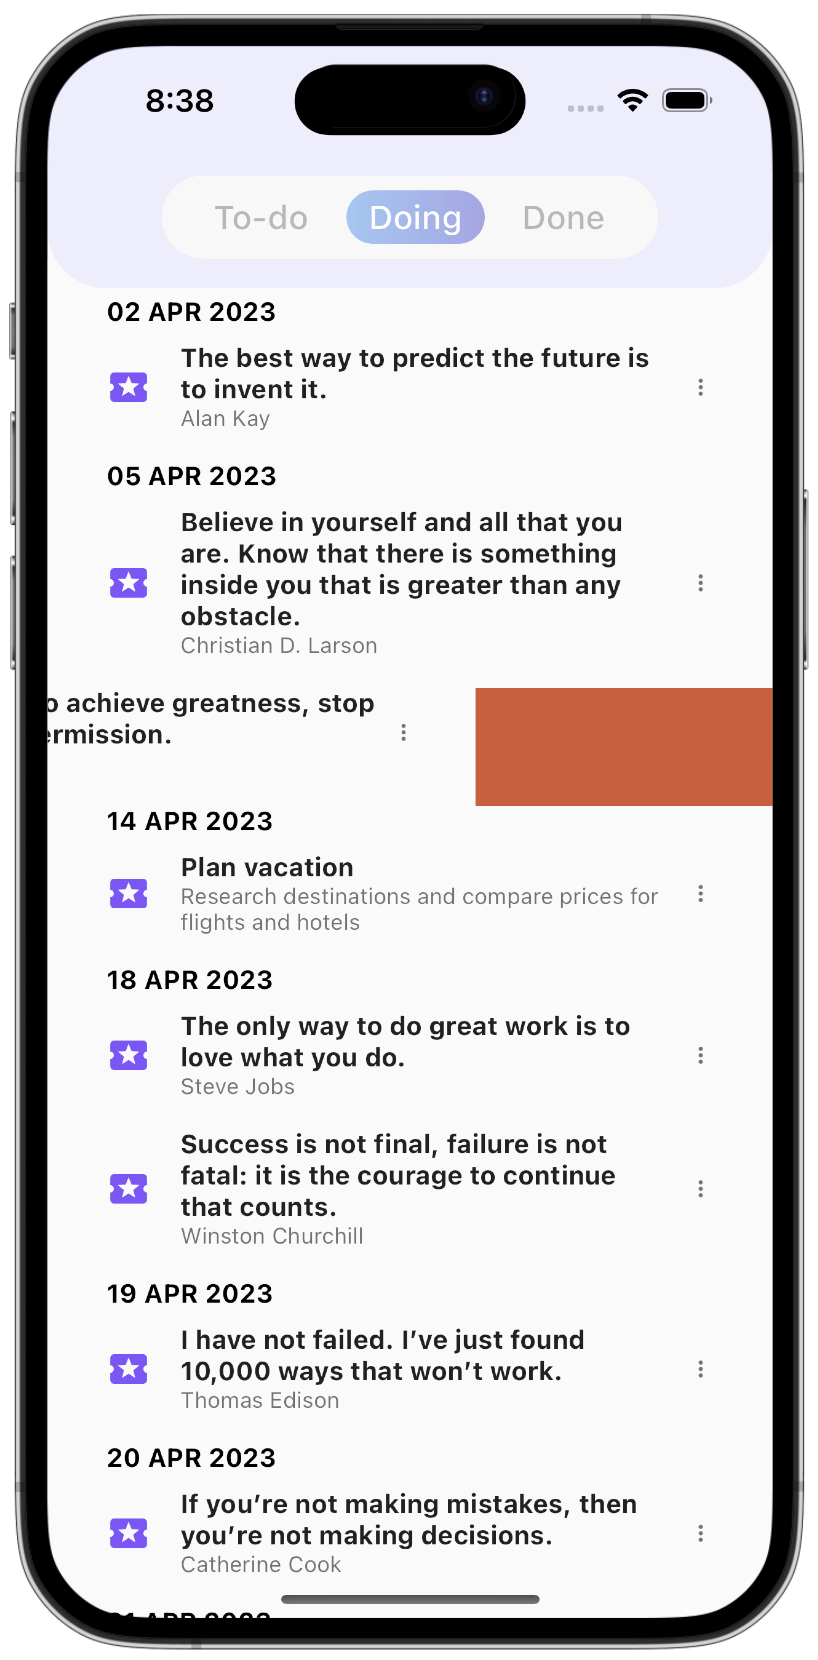 8:38
To-do Doing Done
02 APR 2023
The best way to predict the future is
to invent it.
Alan Kay
05 APR 2023
Believe in yourself and all that you
are. Know that there is something
inside you that is greater than any
obstacle.
Christian D. Larson
o achieve greatness, stop
ermission.
14 APR 2023
Plan vacation
Research destinations and compare prices for
flights and hotels
18 APR 2023
The only way to do great work is to
love what you do.
Steve Jobs
Success is not final, failure is not
fatal: it is the courage to continue
that counts.
Winston Churchill
19 APR 2023
I have not failed. I’ve just found
10,000 ways that won’t work.
Thomas Edison
20 APR 2023
If you’re not making mistakes, then
you’re not making decisions.
Catherine Cook